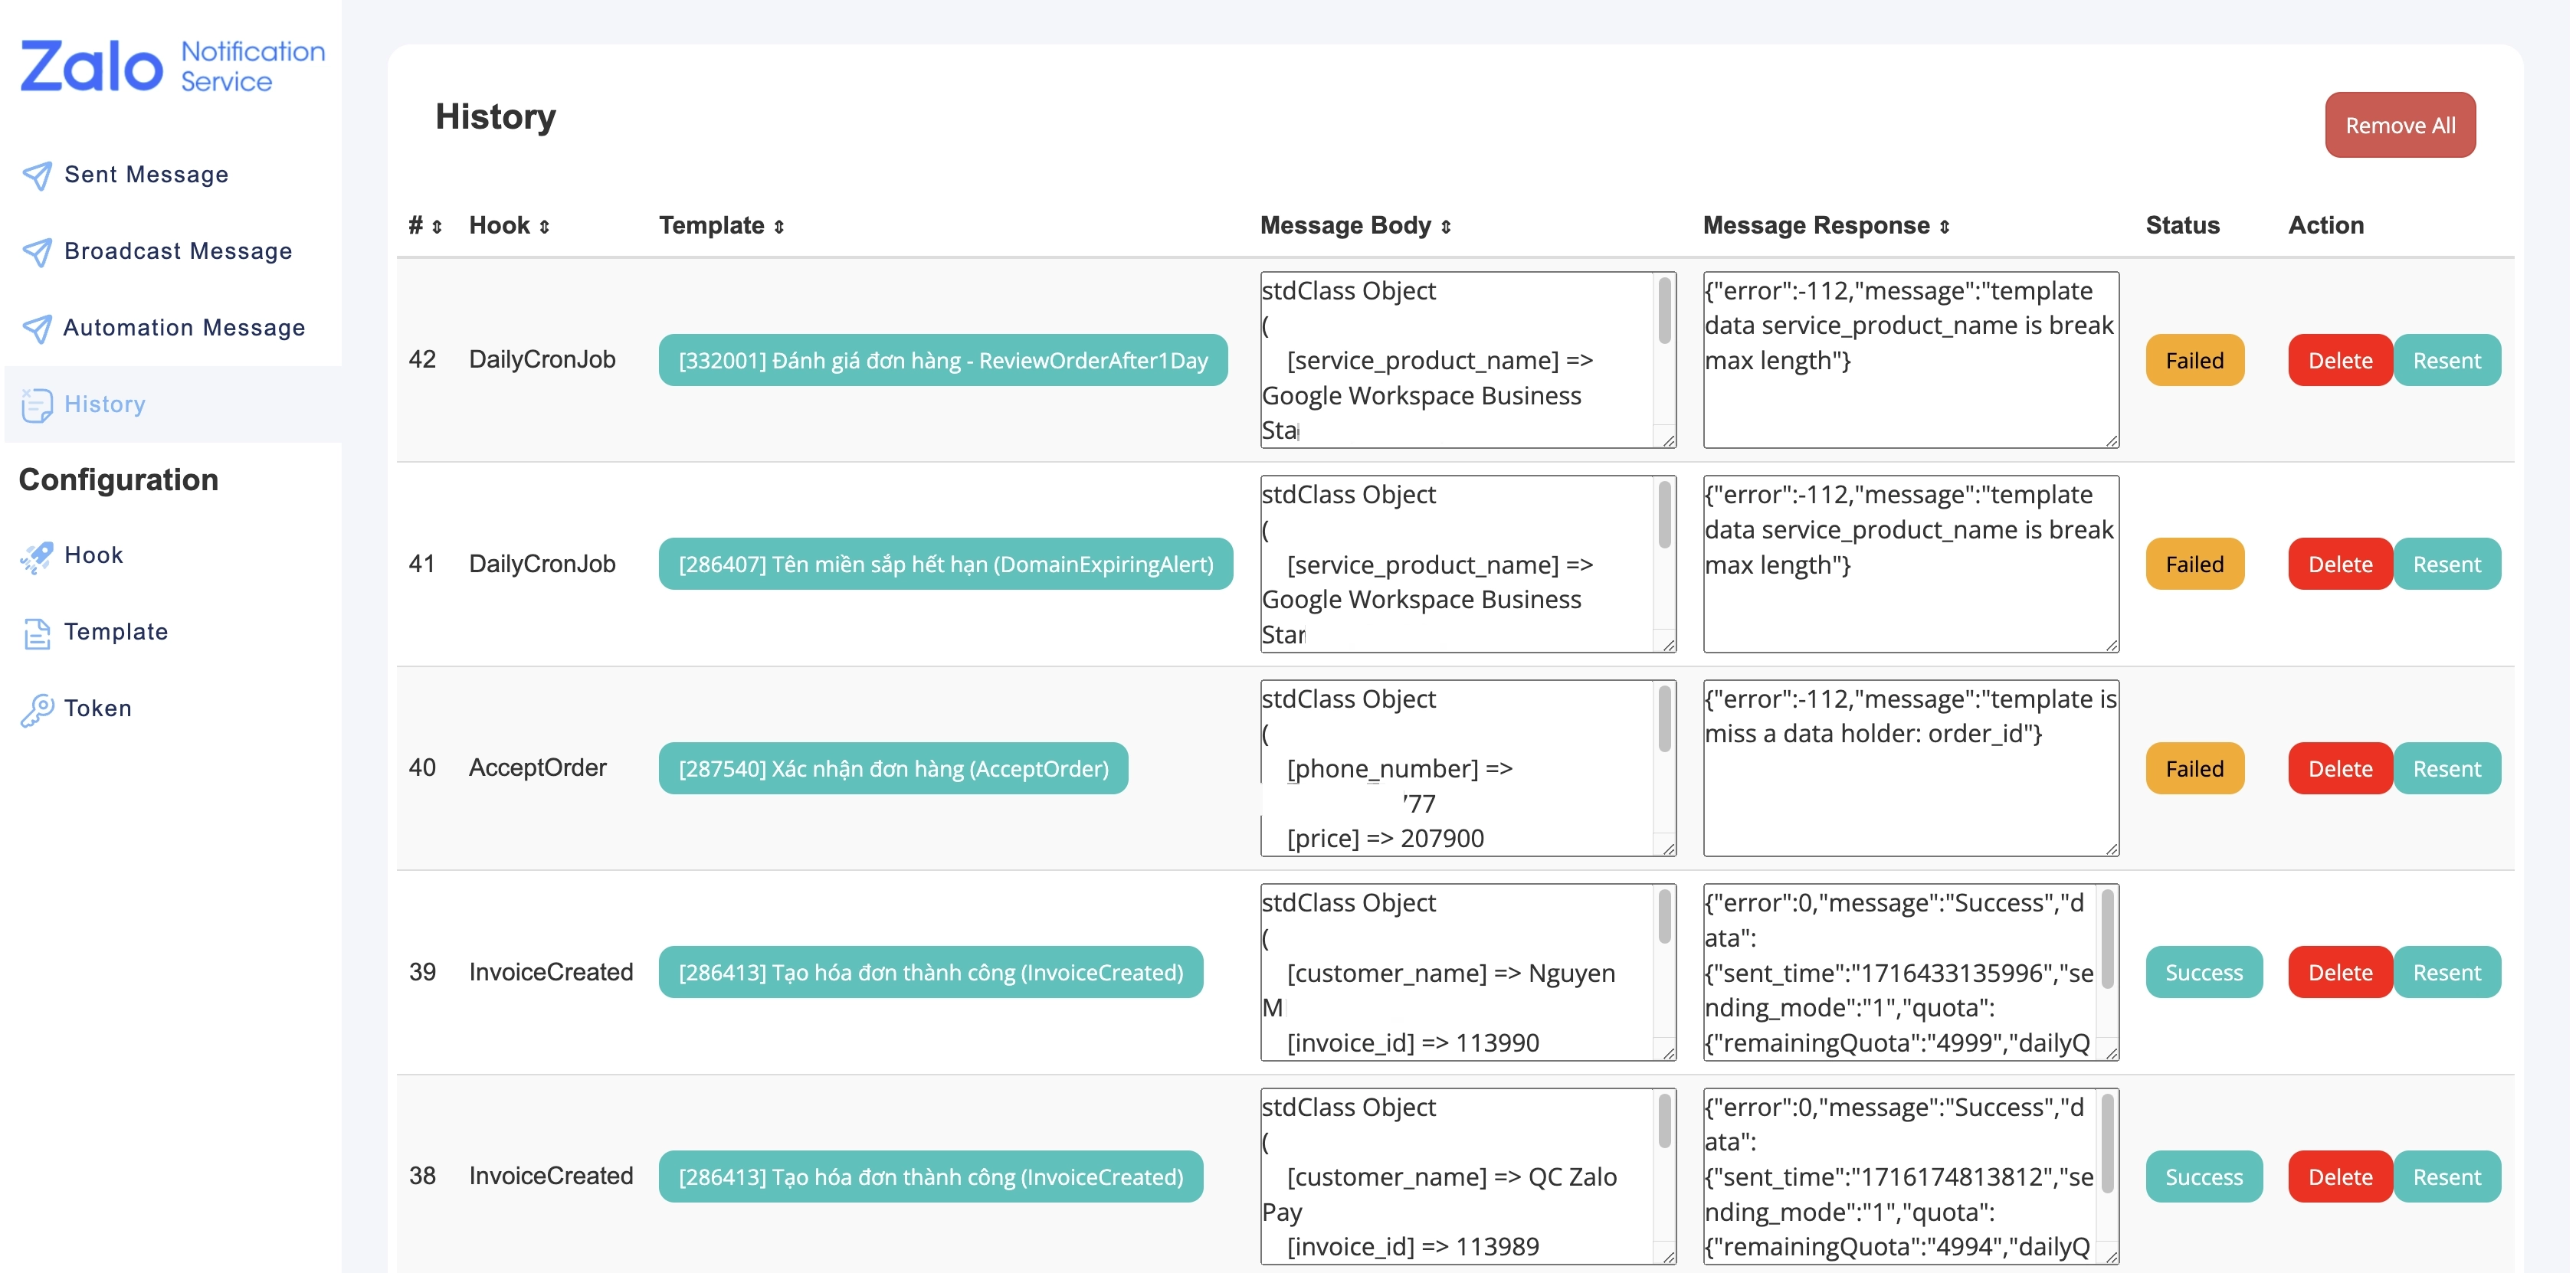 Zalo Notification Service
Sent Message
Broadcast Message
Automation Message
History
Configuration
Hook
Template
Token
History
Remove All
# Hook Template Message Body Message Response Status Action
42 DailyCronJob [332001] Đánh giá đơn hàng - ReviewOrderAfter1Day
stdClass Object
(
[service_product_name] =>
Google Workspace Business
Sta
{"error":-112,"message":"template
data service_product_name is break
max length"}
Failed Delete Resent
41 DailyCronJob [286407] Tên miền sắp hết hạn (DomainExpiringAlert)
stdClass Object
(
[service_product_name] =>
Google Workspace Business
Star
{"error":-112,"message":"template
data service_product_name is break
max length"}
Failed Delete Resent
40 AcceptOrder [287540] Xác nhận đơn hàng (AcceptOrder)
stdClass Object
(
[phone_number] =>
77
[price] => 207900
{"error":-112,"message":"template is
miss a data holder: order_id"}
Failed Delete Resent
39 InvoiceCreated [286413] Tạo hóa đơn thành công (InvoiceCreated)
stdClass Object
(
[customer_name] => Nguyen
M
[invoice_id] => 113990
{"error":0,"message":"Success","d
ata":
{"sent_time":"1716433135996","se
nding_mode":"1","quota":
{"remainingQuota":"4999","dailyQ
Success Delete Resent
38 InvoiceCreated [286413] Tạo hóa đơn thành công (InvoiceCreated)
stdClass Object
(
[customer_name] => QC Zalo
Pay
[invoice_id] => 113989
{"error":0,"message":"Success","d
ata":
{"sent_time":"1716174813812","se
nding_mode":"1","quota":
{"remainingQuota":"4994","dailyQ
Success Delete Resent